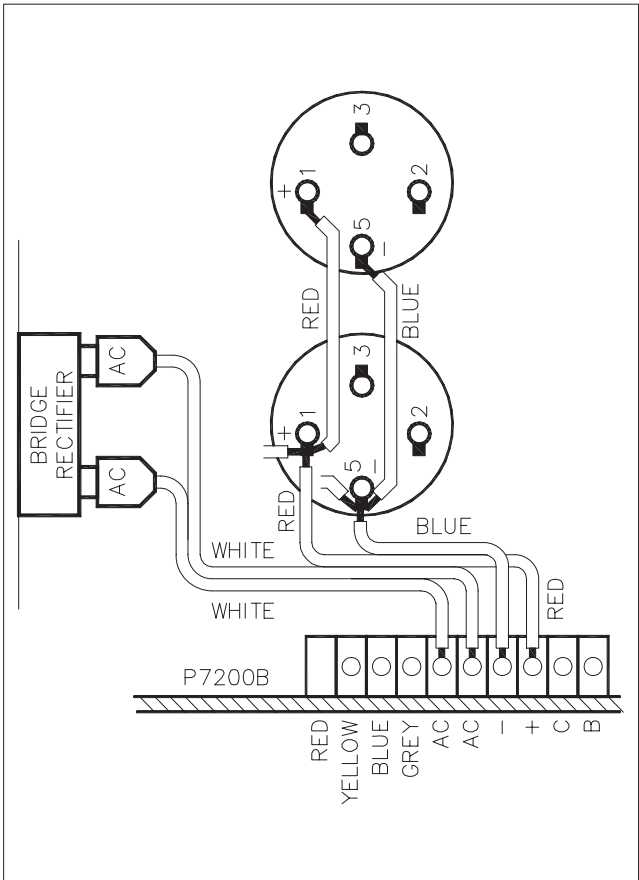 3
+ 1
2
5
−
RED
BLUE
BRIDGE
RECTIFIER
AC
AC
3
+ 1
2
5
−
RED
BLUE
WHITE
WHITE
RED
P7200B
RED
YELLOW
BLUE
GREY
AC
AC
−
+
C
B